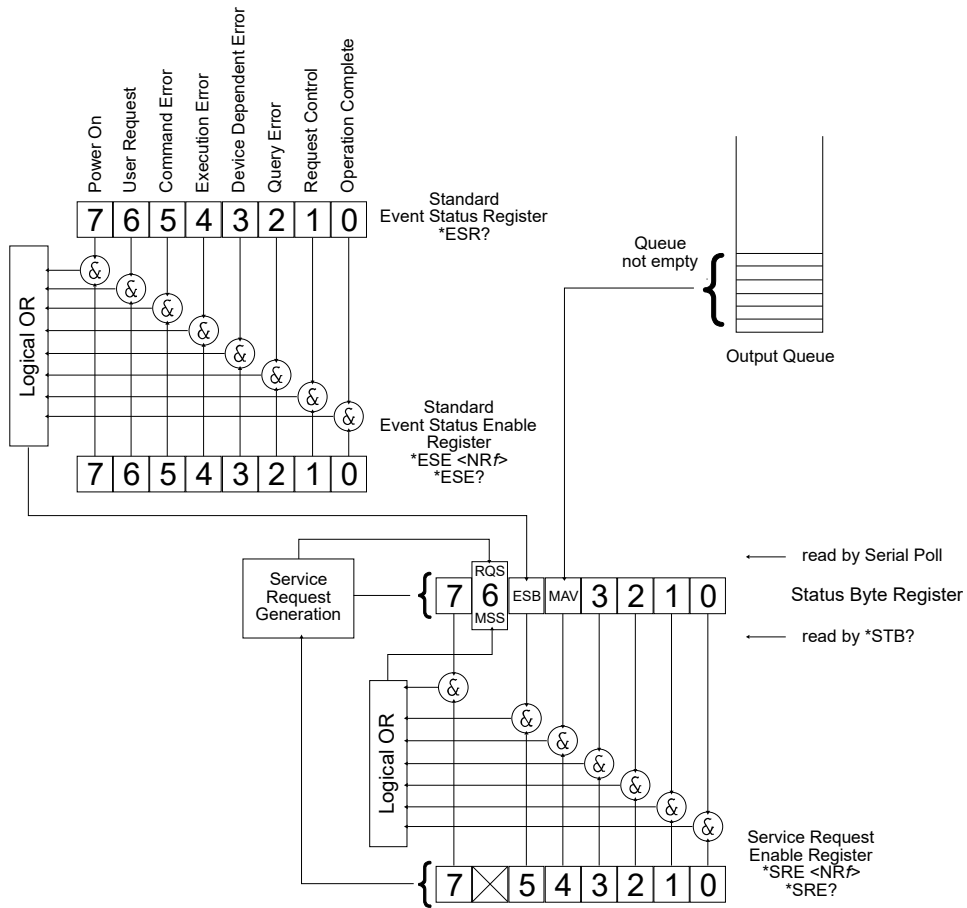 Power On
User Request
Command Error
Execution Error
Device Dependent Error
Query Error
Request Control
Operation Complete
7 6 5 4 3 2 1 0
Standard
Event Status Register
*ESR?
Logical OR
&
&
&
&
&
&
&
&
Queue
not empty
Output Queue
Standard
Event Status Enable
Register
*ESE <NRf>
*ESE?
7 6 5 4 3 2 1 0
read by Serial Poll
Service
Request
Generation
RQS
7 6 ESB MAV 3 2 1 0
MSS
Status Byte Register
read by *STB?
Logical OR
&
&
&
&
&
&
&
Service Request
Enable Register
*SRE <NRf>
*SRE?
7 5 4 3 2 1 0